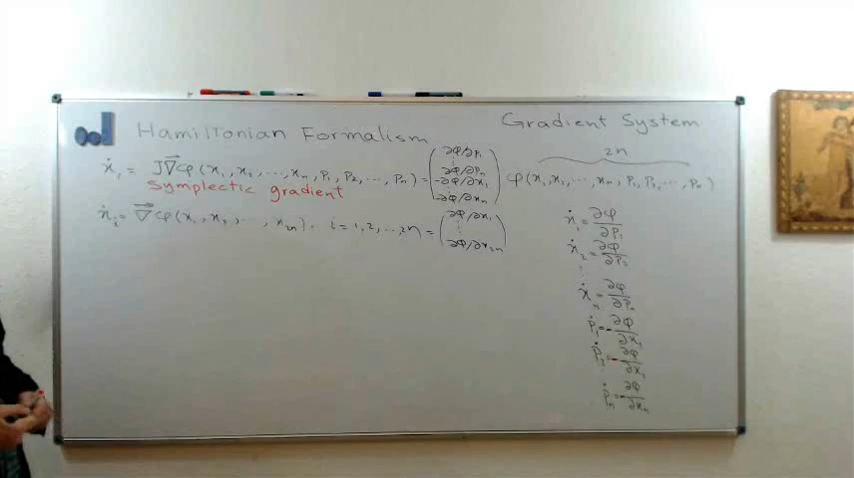 Hamiltonian Formalism
Gradient System
ẋ₁ = J∇⃗φ(x₁, x₂, ..., xₙ, P₁, P₂, ..., Pₙ) = (∂φ/∂P₁ ⋮ ∂φ/∂Pₙ -∂φ/∂x₁ ⋮ -∂φ/∂xₙ)
Symplectic gradient
ẋᵢ = ∇⃗φ(x₁, x₂, ..., x₂ₙ), i = 1, 2, ..., 2n = (∂φ/∂x₁ ⋮ ∂φ/∂x₂ₙ)
2n
φ(x₁, x₂, ..., xₙ, P₁, P₂, ..., Pₙ)
ẋ₁ = ∂φ/∂P₁
ẋ₂ = ∂φ/∂P₂
⋮
ẋₙ = ∂φ/∂Pₙ
Ṗ₁ = -∂φ/∂x₁
Ṗ₂ = -∂φ/∂x₂
Ṗₙ = -∂φ/∂xₙ